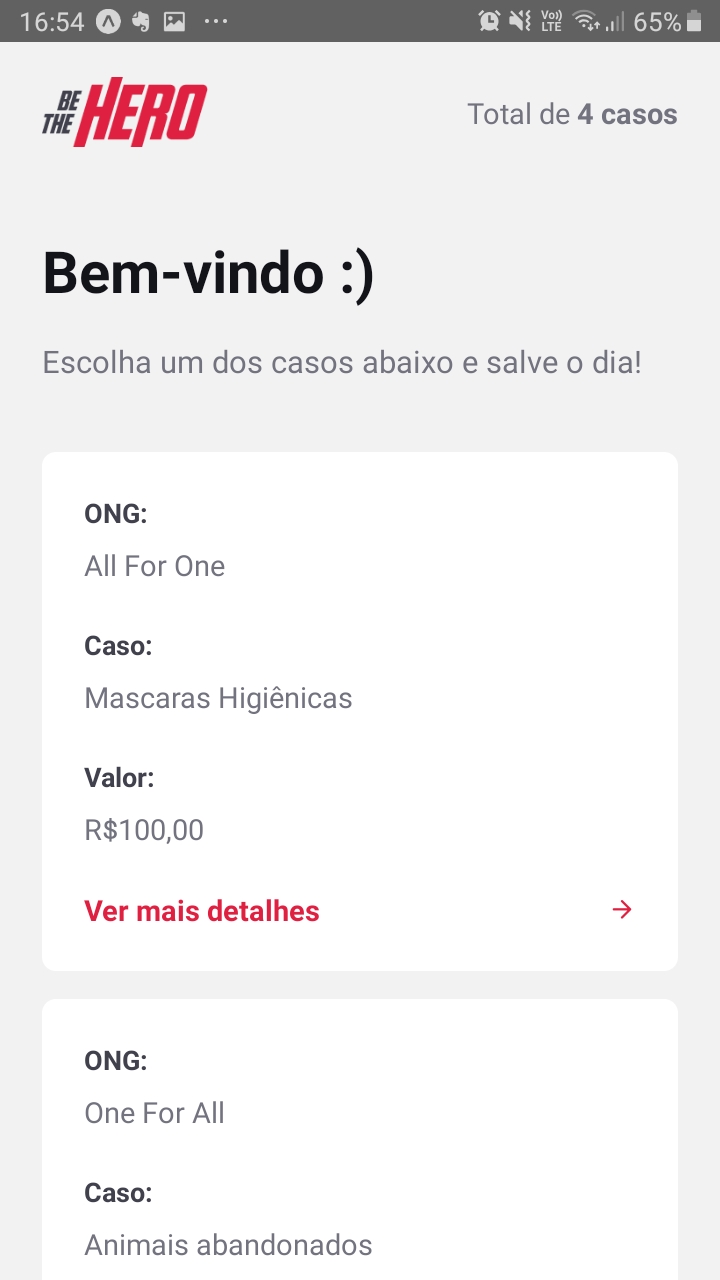 16:54
Vo))
LTE
65%
BE
THE HERO
Total de 4 casos
Bem-vindo :)
Escolha um dos casos abaixo e salve o dia!
ONG:
All For One
Caso:
Mascaras Higiênicas
Valor:
R$100,00
Ver mais detalhes
ONG:
One For All
Caso:
Animais abandonados